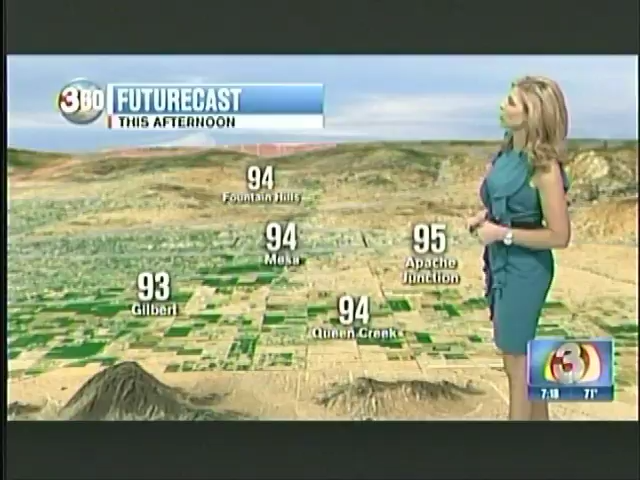 3 BO
FUTURECAST
THIS AFTERNOON
94
Fountain Hills
94
Mesa
95
Apache
Junction
93
Gilbert
94
Queen Creek
3
7:18 71°